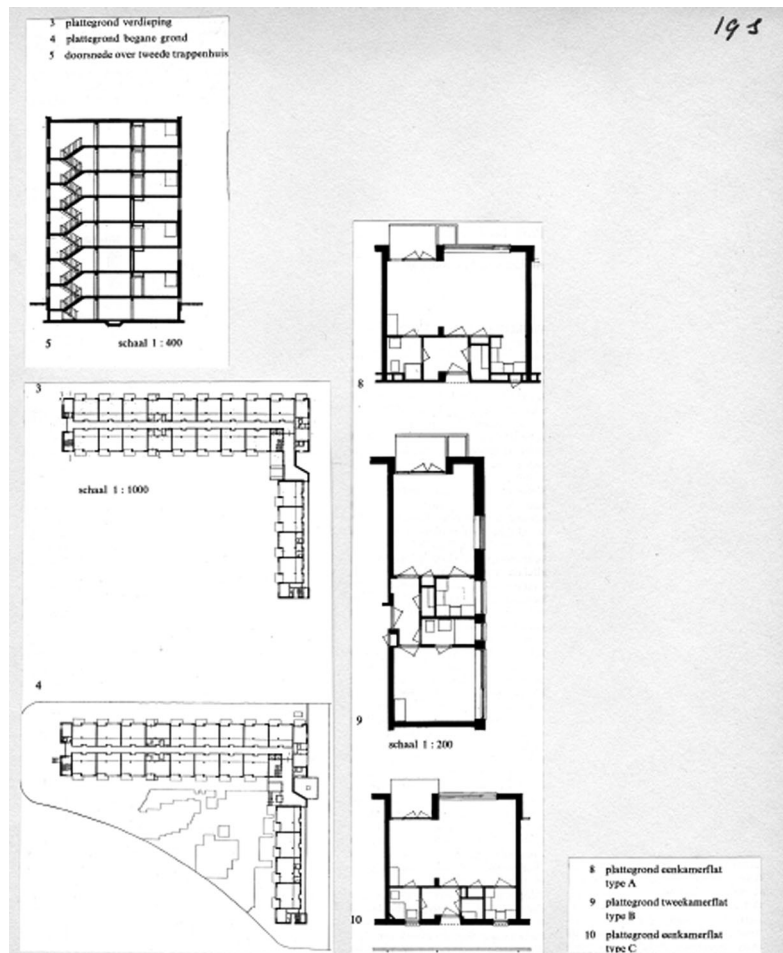 3 plattegrond verdieping
4 plattegrond begane grond
5 doorsnede over tweede trappenhuis
193
5 schaal 1 : 400
3
schaal 1 : 1000
4
8
9
schaal 1 : 200
10
8 plattegrond eenkamerflat
type A
9 plattegrond tweekamerflat
type B
10 plattegrond eenkamerflat
type C